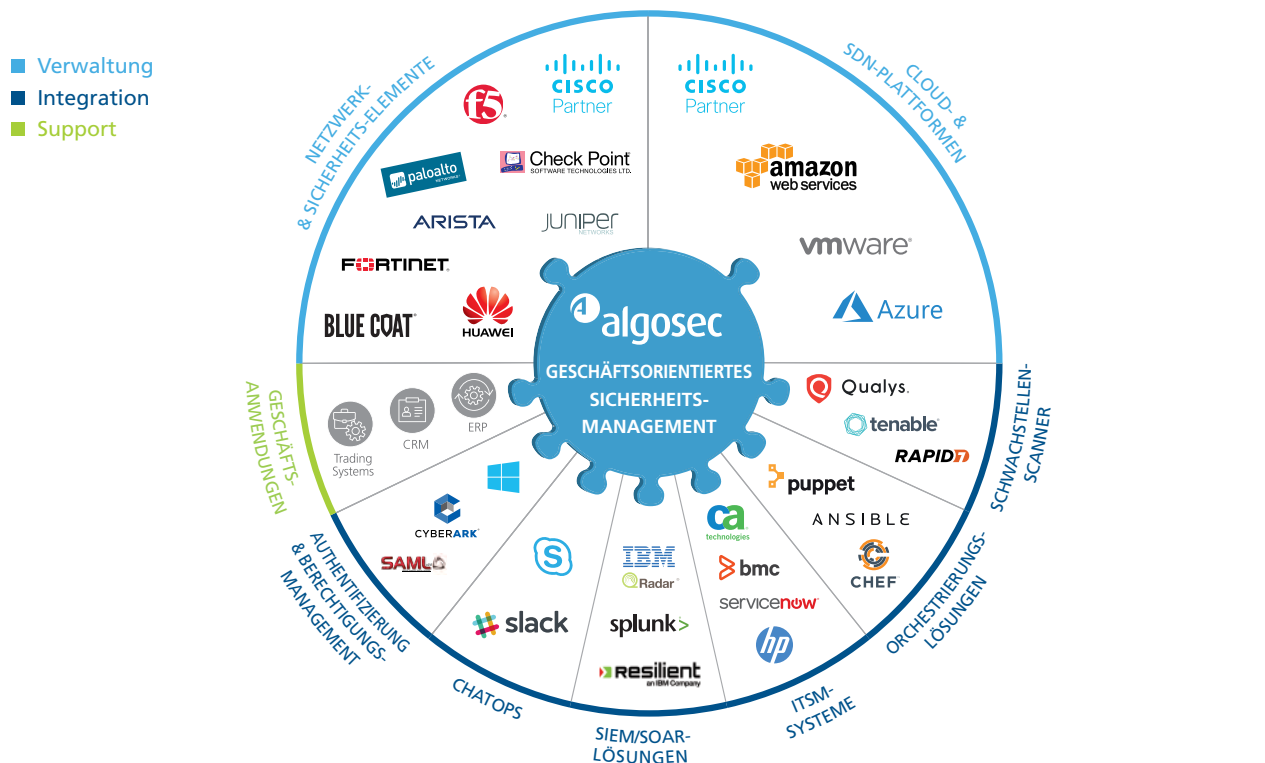 Verwaltung
Integration
Support
NETZWERK-
& SICHERHEITS-ELEMENTE
f5
CISCO
Partner
paloalto
NETWORKS
Check Point
SOFTWARE TECHNOLOGIES LTD.
ARISTA
JUNIPER
NETWORKS
FORTINET
BLUE COAT
HUAWEI
CLOUD- &
SDN-PLATTFORMEN
CISCO
Partner
amazon
web services
vmware
Azure
algosec
GESCHÄFTSORIENTIERTES
SICHERHEITS-
MANAGEMENT
SCHWACHSTELLEN-
SCANNER
Qualys.
tenable
RAPID7
ORCHESTRIERUNGS-
LÖSUNGEN
puppet
ANSIBLE
CHEF
ITSM-
SYSTEME
ca
technologies
bmc
servicenow
hp
SIEM/SOAR-
LÖSUNGEN
IBM
QRadar
splunk>
Resilient
an IBM Company
CHATOPS
S
slack
AUTHENTIFIZIERUNG
& BERECHTIGUNGS-
MANAGEMENT
CYBERARK
SAML
GESCHÄFTS-
ANWENDUNGEN
Trading
Systems
CRM
ERP